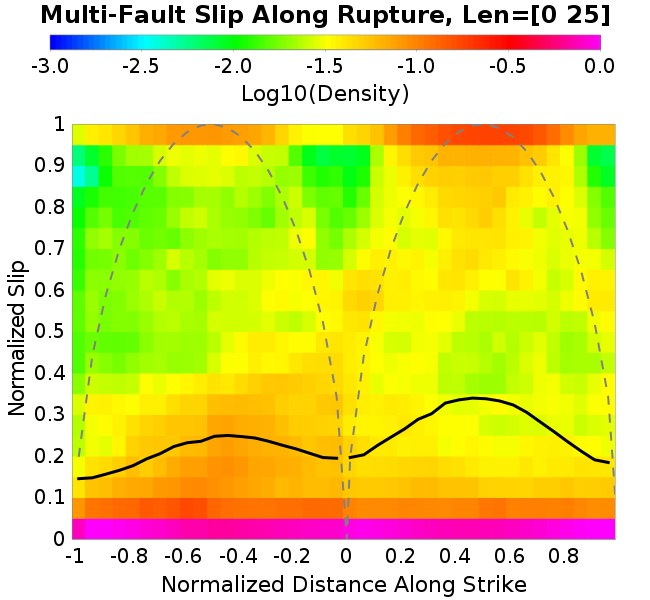 Multi-Fault Slip Along Rupture, Len=[0 25]
-3.0 -2.5 -2.0 -1.5 -1.0 -0.5 0.0
Log10(Density)
1
0.9
0.8
0.7
0.6
0.5
0.4
0.3
0.2
0.1
0
Normalized Slip
-1 -0.8 -0.6 -0.4 -0.2 0 0.2 0.4 0.6 0.8
Normalized Distance Along Strike